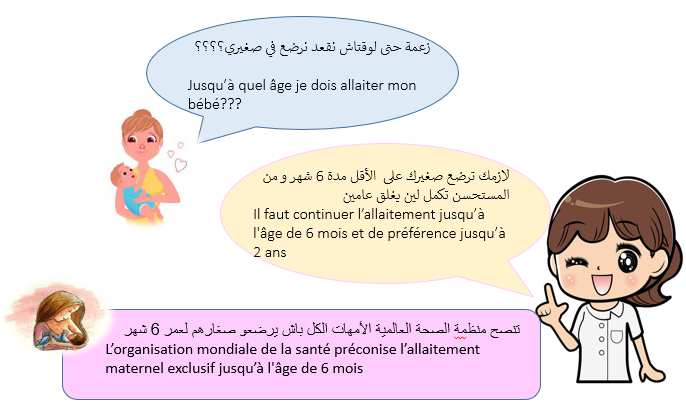 زعمة حتى لوقتاش نقعد نرضع في صغيري؟؟؟؟
Jusqu’à quel âge je dois allaiter mon
bébé???
لازمك ترضع صغيرك على الأقل مدة 6 شهر و من
المستحسن تكمل لين يغلق عامين
Il faut continuer l’allaitement jusqu’à
l'âge de 6 mois et de préférence jusqu’à
2 ans
تنصح منظمة الصحة العالمية الأمهات الكل باش يرضعو صغارهم لعمر 6 شهر
L’organisation mondiale de la santé préconise l’allaitement
maternel exclusif jusqu’à l'âge de 6 mois